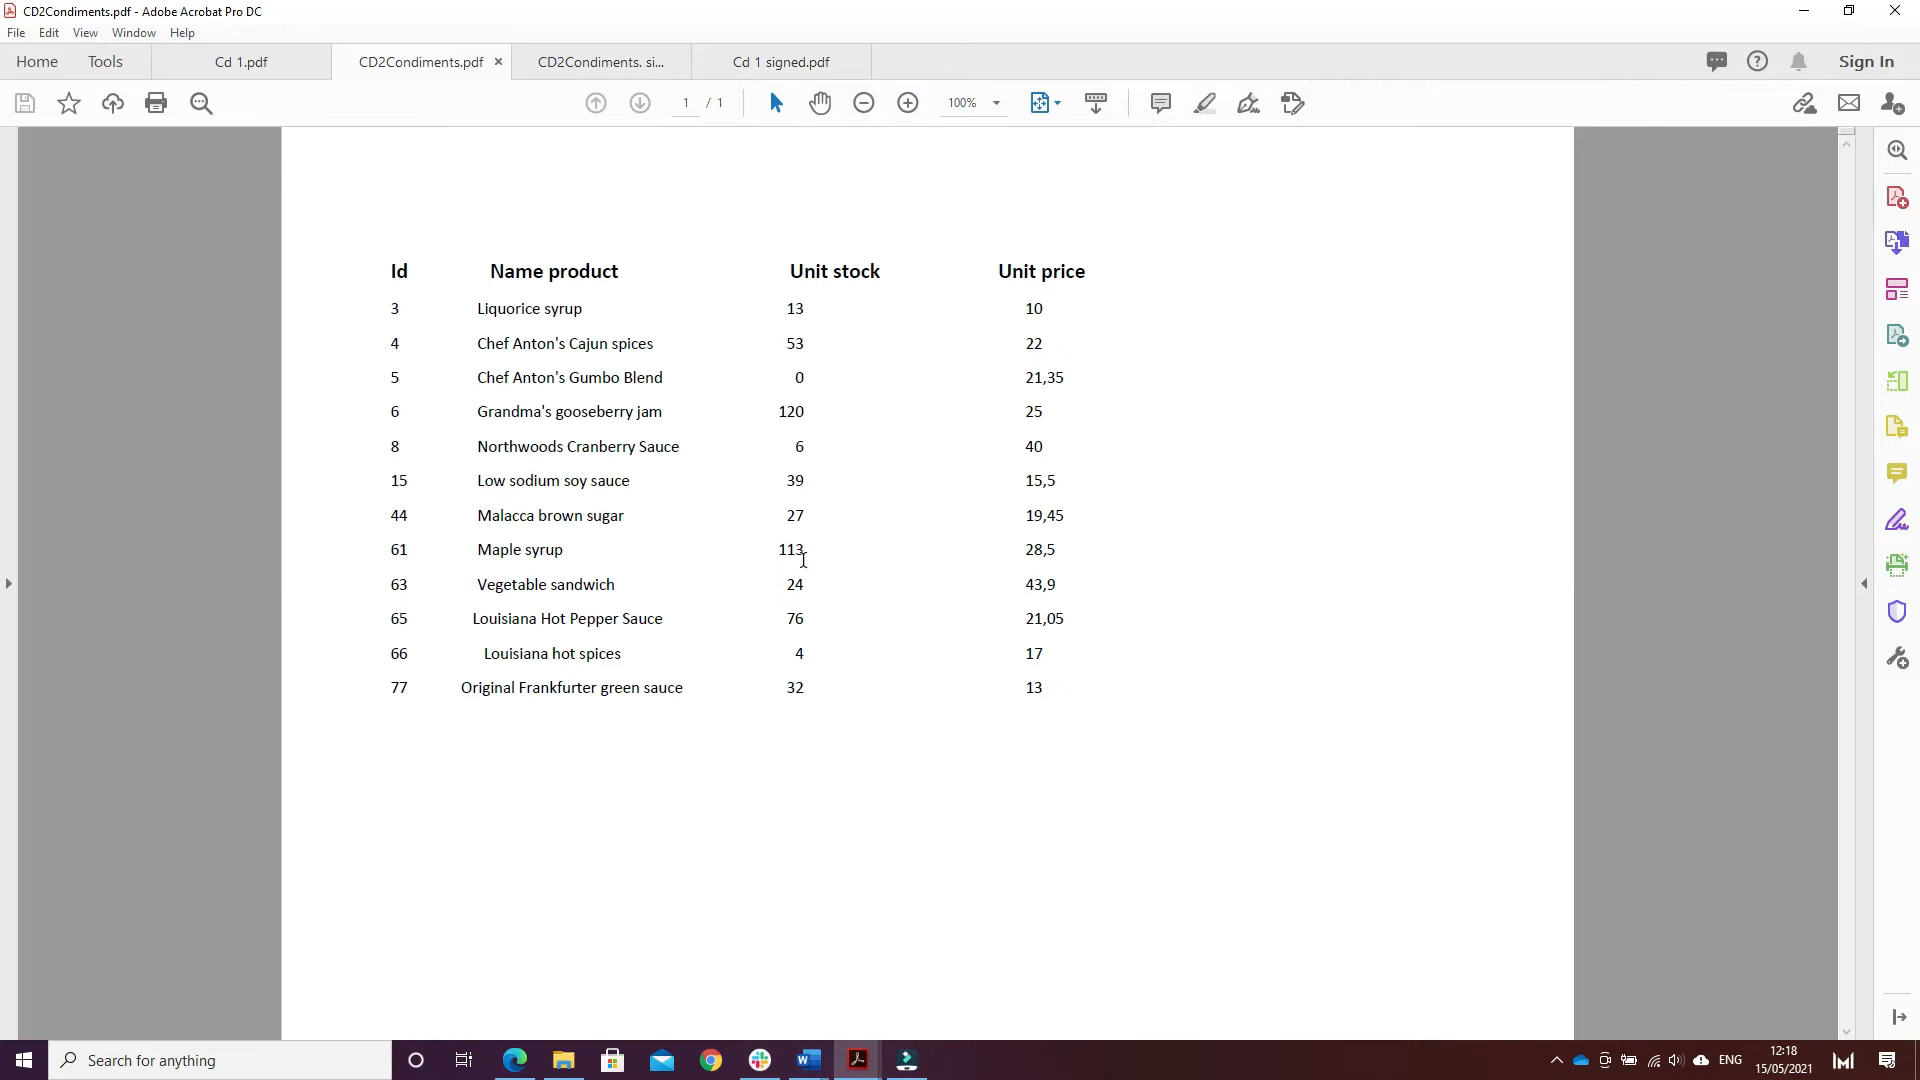 CD2Condiments.pdf - Adobe Acrobat Pro DC
File Edit View Window Help
Home Tools Cd 1.pdf CD2Condiments.pdf × CD2Condiments. si... Cd 1 signed.pdf Sign In
1 / 1 100%
Id Name product Unit stock Unit price
3 Liquorice syrup 13 10
4 Chef Anton's Cajun spices 53 22
5 Chef Anton's Gumbo Blend 0 21,35
6 Grandma's gooseberry jam 120 25
8 Northwoods Cranberry Sauce 6 40
15 Low sodium soy sauce 39 15,5
44 Malacca brown sugar 27 19,45
61 Maple syrup 113 28,5
63 Vegetable sandwich 24 43,9
65 Louisiana Hot Pepper Sauce 76 21,05
66 Louisiana hot spices 4 17
77 Original Frankfurter green sauce 32 13
Search for anything ENG 12:18
15/05/2021